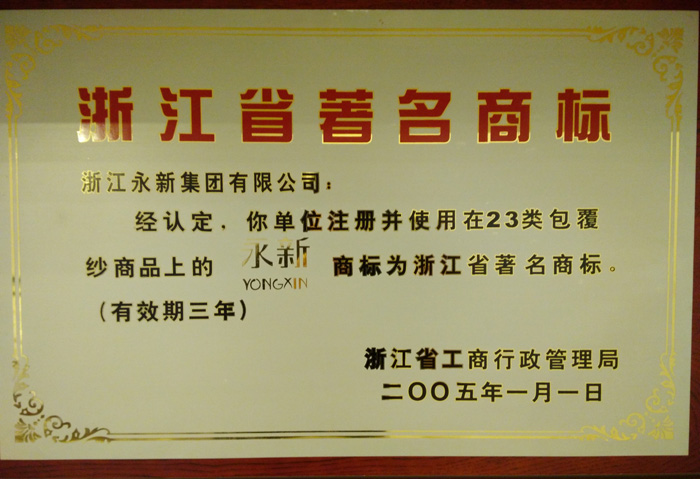 浙江省著名商标
浙江永新集团有限公司：
经认定，你单位注册并使用在23类包覆
纱商品上的 永新 商标为浙江省著名商标。
YONGXIN
（有效期三年）
浙江省工商行政管理局
二〇〇五年一月一日